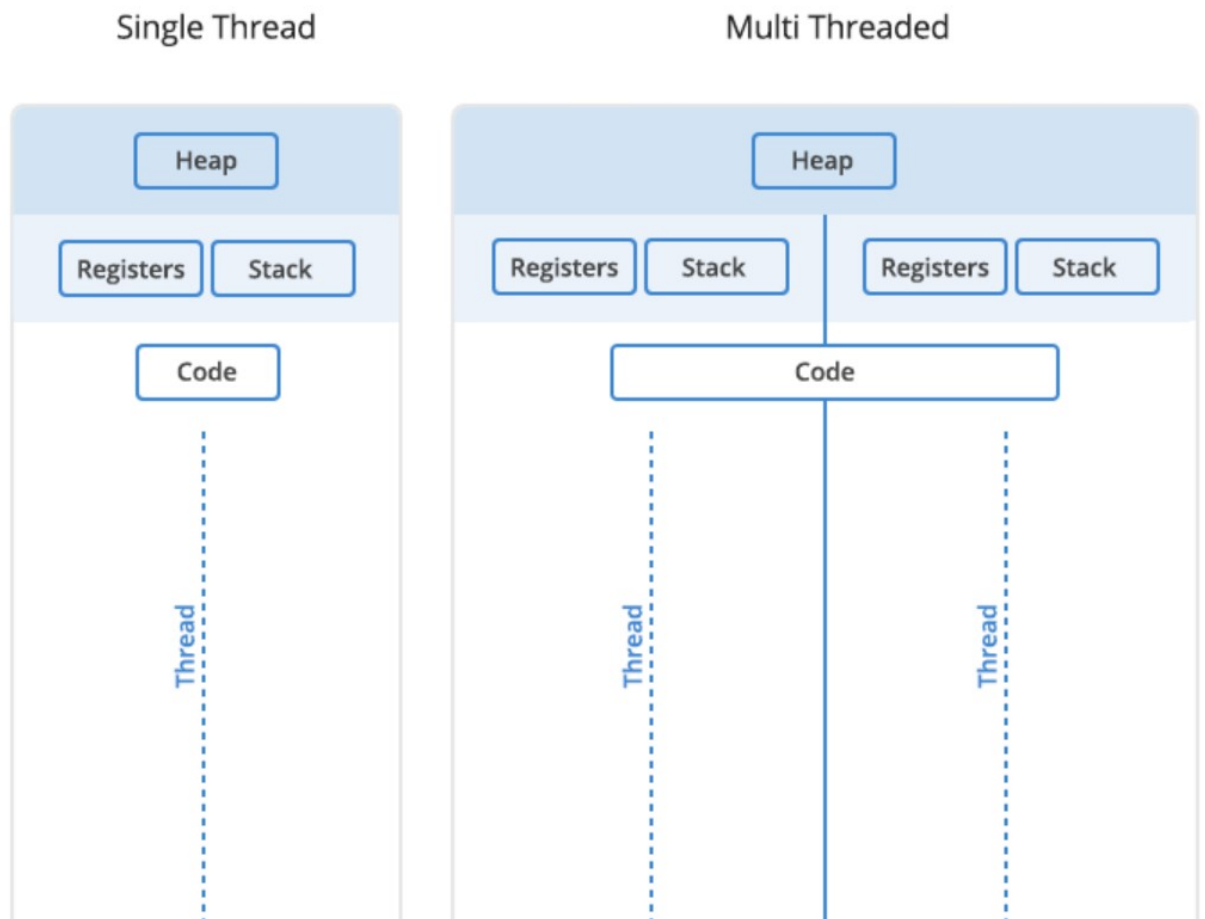 Single Thread
Multi Threaded
Heap
Heap
Registers
Stack
Registers
Stack
Registers
Stack
Code
Code
Thread
Thread
Thread